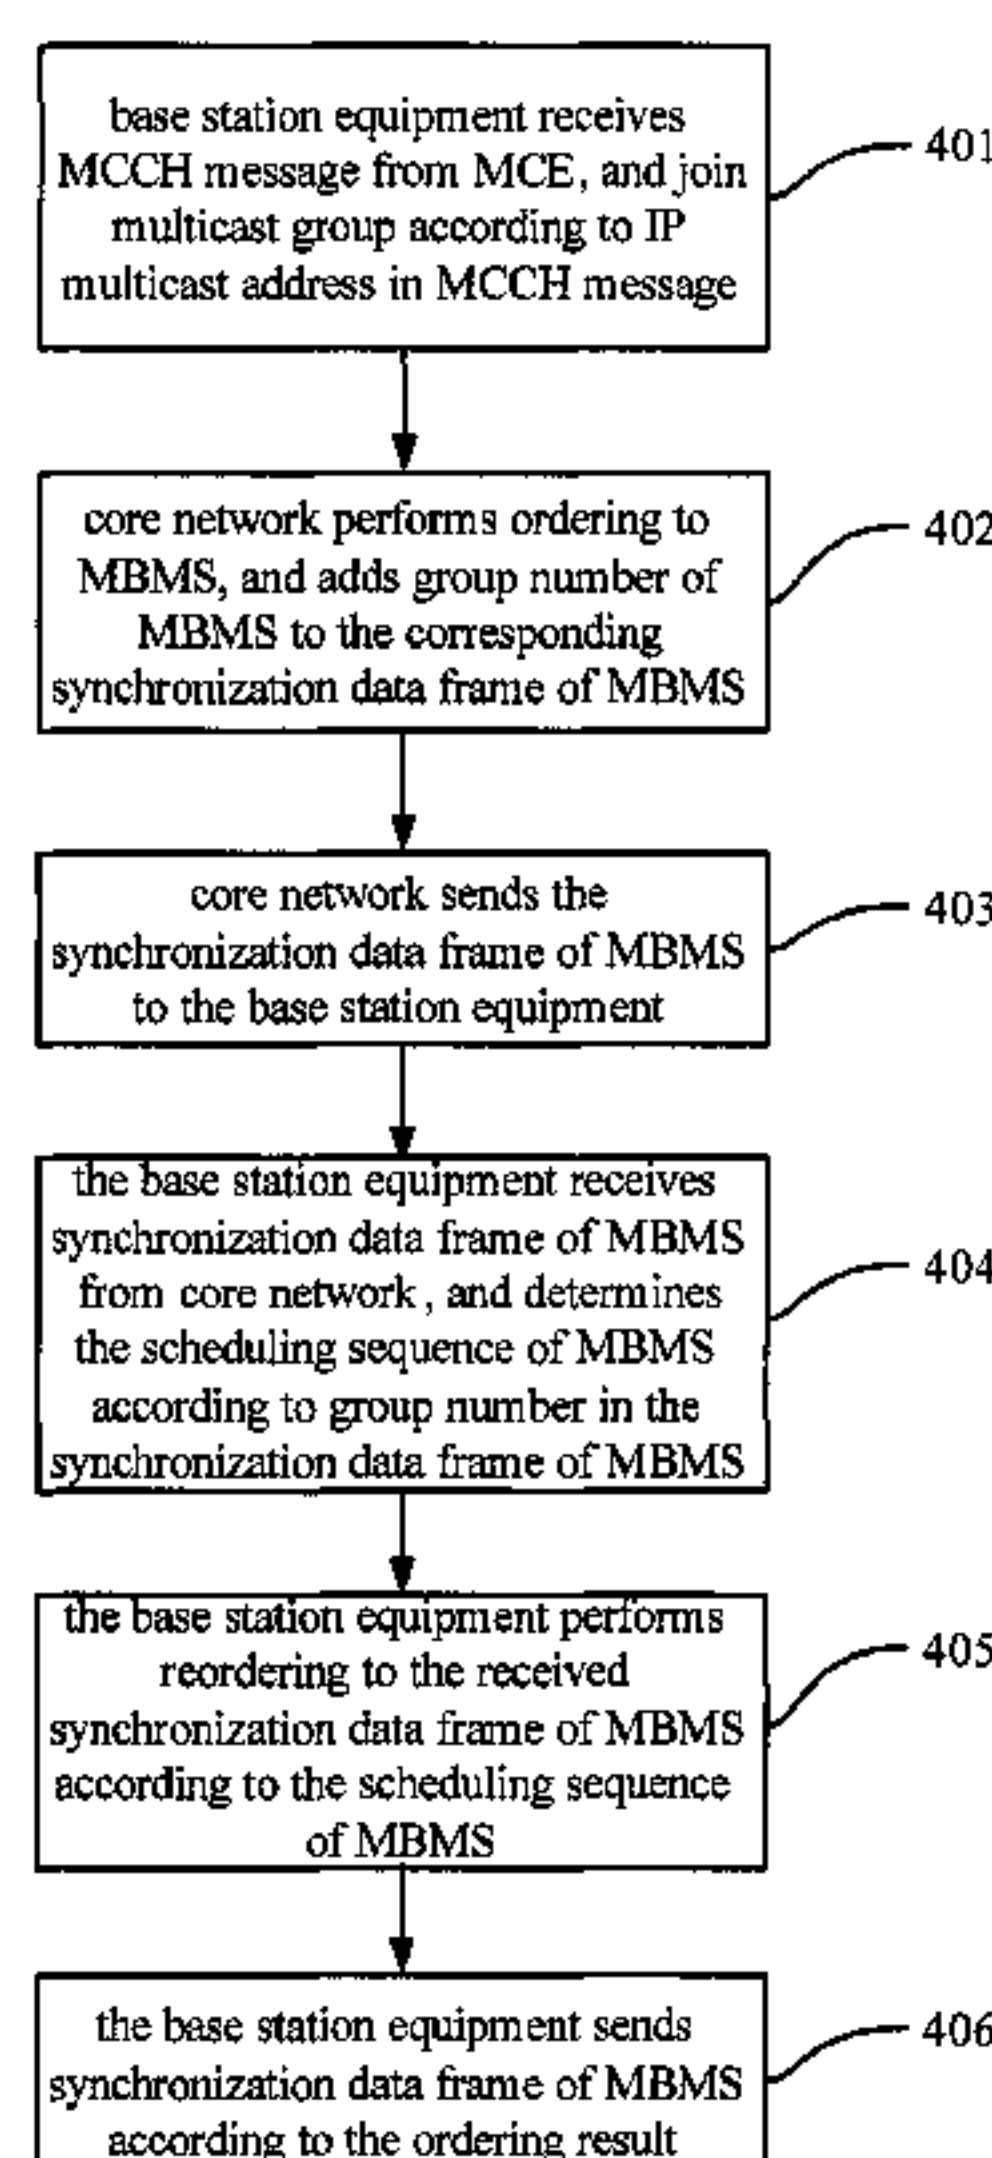 base station equipment receives
MCCH message from MCE, and join
multicast group according to IP
multicast address in MCCH message
401
core network performs ordering to
MBMS, and adds group number of
MBMS to the corresponding
synchronization data frame of MBMS
402
core network sends the
synchronization data frame of MBMS
to the base station equipment
403
the base station equipment receives
synchronization data frame of MBMS
from core network, and determines
the scheduling sequence of MBMS
according to group number in the
synchronization data frame of MBMS
404
the base station equipment performs
reordering to the received
synchronization data frame of MBMS
according to the scheduling sequence
of MBMS
405
the base station equipment sends
synchronization data frame of MBMS
according to the ordering result
406